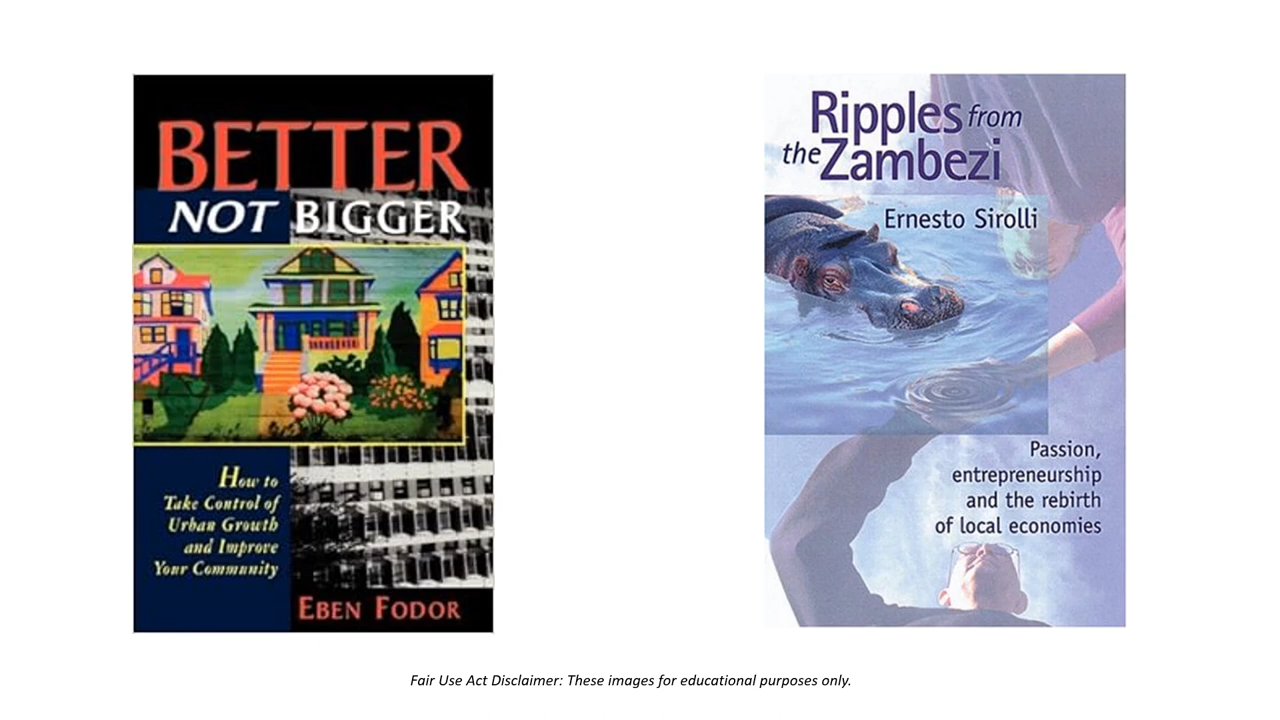 BETTER
NOT BIGGER
How to
Take Control of
Urban Growth
and Improve
Your Community
EBEN FODOR
Ripples from
the Zambezi
Ernesto Sirolli
Passion,
entrepreneurship
and the rebirth
of local economies
Fair Use Act Disclaimer: These images for educational purposes only.